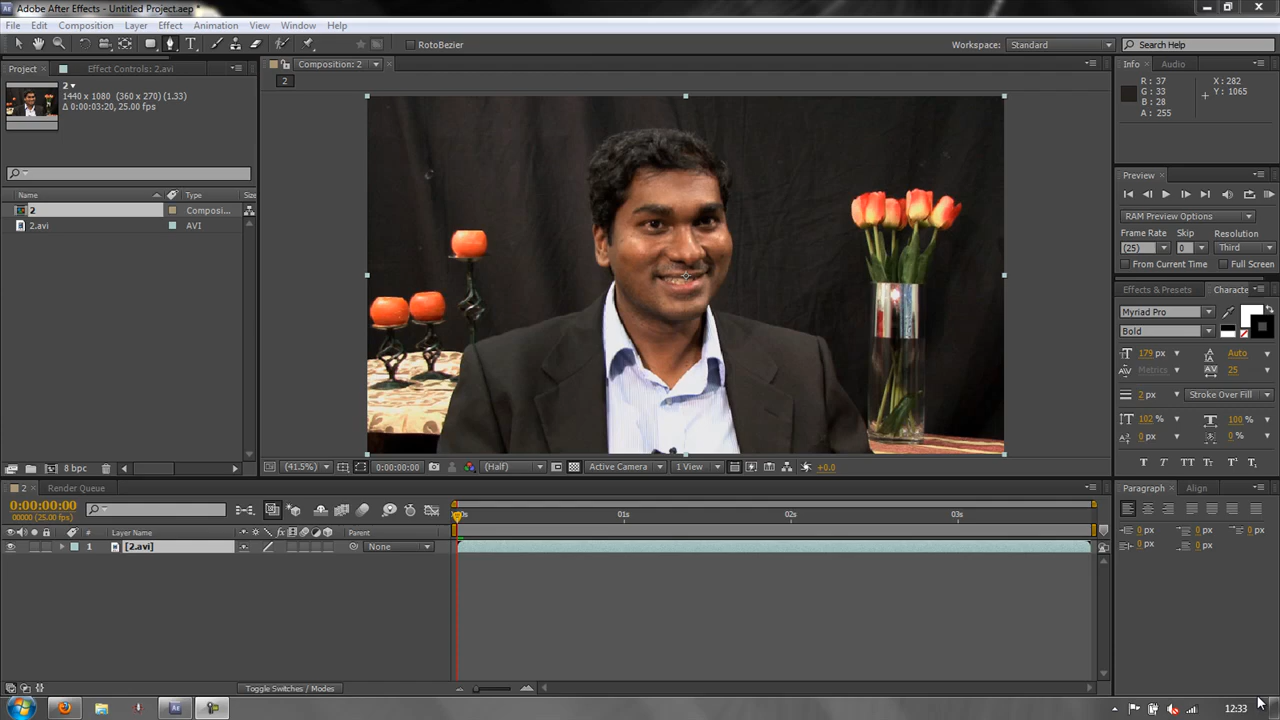 Adobe After Effects - Untitled Project.aep *
File Edit Composition Layer Effect Animation View Window Help
RotoBezier
Workspace: Standard
Search Help
Project
Effect Controls: 2.avi
2
1440 x 1080 (360 x 270) (1.33)
Δ 0:00:03:20, 25.00 fps
Name Type Size
2 Composi...
2.avi AVI
8 bpc
Composition: 2
2
(41.5%) 0:00:00:00 (Half) Active Camera 1 View +0.0
Info Audio
R: 37 X: 282
G: 33 Y: 1065
B: 28
A: 255
Preview
RAM Preview Options
Frame Rate Skip Resolution
(25) 0 Third
From Current Time Full Screen
Effects & Presets Characte
Myriad Pro
Bold
179 px Auto
Metrics 25
2 px Stroke Over Fill
102 % 100 %
0 px 0 %
T T TT Tt T¹ T₁
2 Render Queue
0:00:00:00
00000 (25.00 fps)
# Layer Name Parent
1 [2.avi] None
01s 02s 03s
Toggle Switches / Modes
Paragraph Align
0 px 0 px 0 px
0 px 0 px
12:33